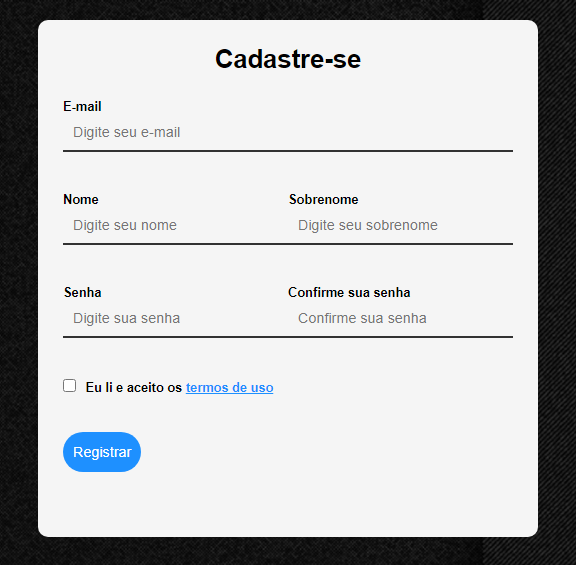 Cadastre-se
E-mail
Digite seu e-mail
Nome Sobrenome
Digite seu nome Digite seu sobrenome
Senha Confirme sua senha
Digite sua senha Confirme sua senha
Eu li e aceito os termos de uso
Registrar